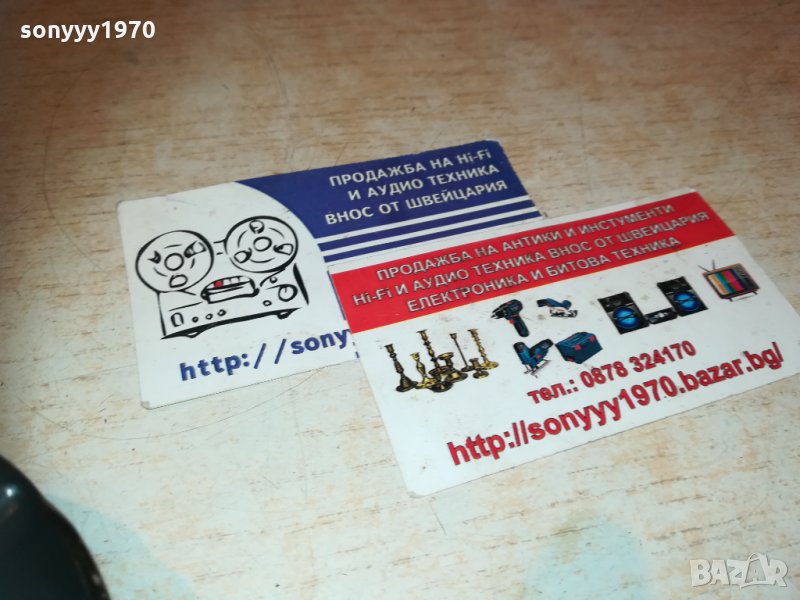 sonyyy1970
ПРОДАЖБА НА Hi-Fi
И АУДИО ТЕХНИКА
ВНОС ОТ ШВЕЙЦАРИЯ
http://sony
ПРОДАЖБА НА АНТИКИ И ИНСТУМЕНТИ
Hi-Fi И АУДИО ТЕХНИКА ВНОС ОТ ШВЕЙЦАРИЯ
ЕЛЕКТРОНИКА И БИТОВА ТЕХНИКА
тел.: 0878 324170
http://sonyyy1970.bazar.bg/
BAZAR